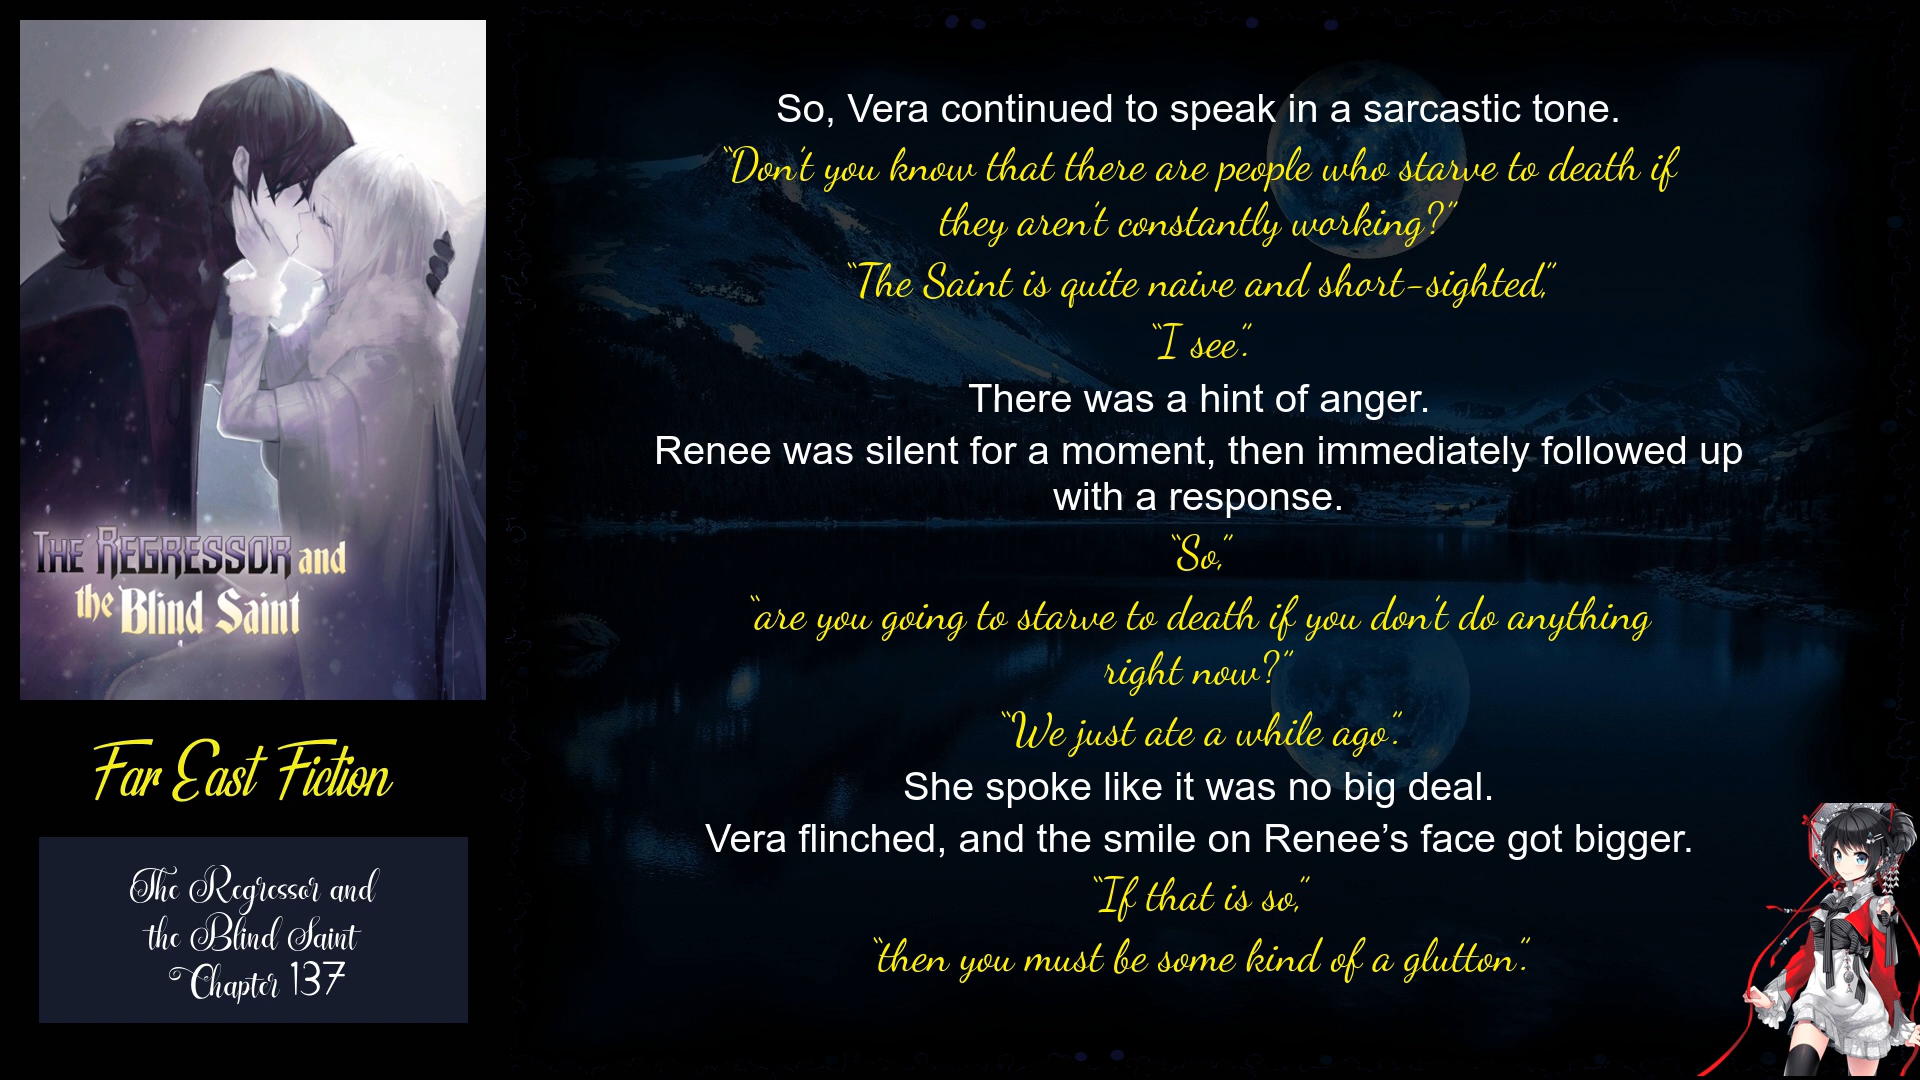 THE REGRESSOR and
the Blind Saint
Far East Fiction
The Regressor and
the Blind Saint
Chapter 137
So, Vera continued to speak in a sarcastic tone.
“Don’t you know that there are people who starve to death if
they aren’t constantly working?”
“The Saint is quite naive and short-sighted,”
“I see”.
There was a hint of anger.
Renee was silent for a moment, then immediately followed up
with a response.
“So,”
“are you going to starve to death if you don’t do anything
right now?”
“We just ate a while ago”.
She spoke like it was no big deal.
Vera flinched, and the smile on Renee’s face got bigger.
“If that is so,”
“then you must be some kind of a glutton”.